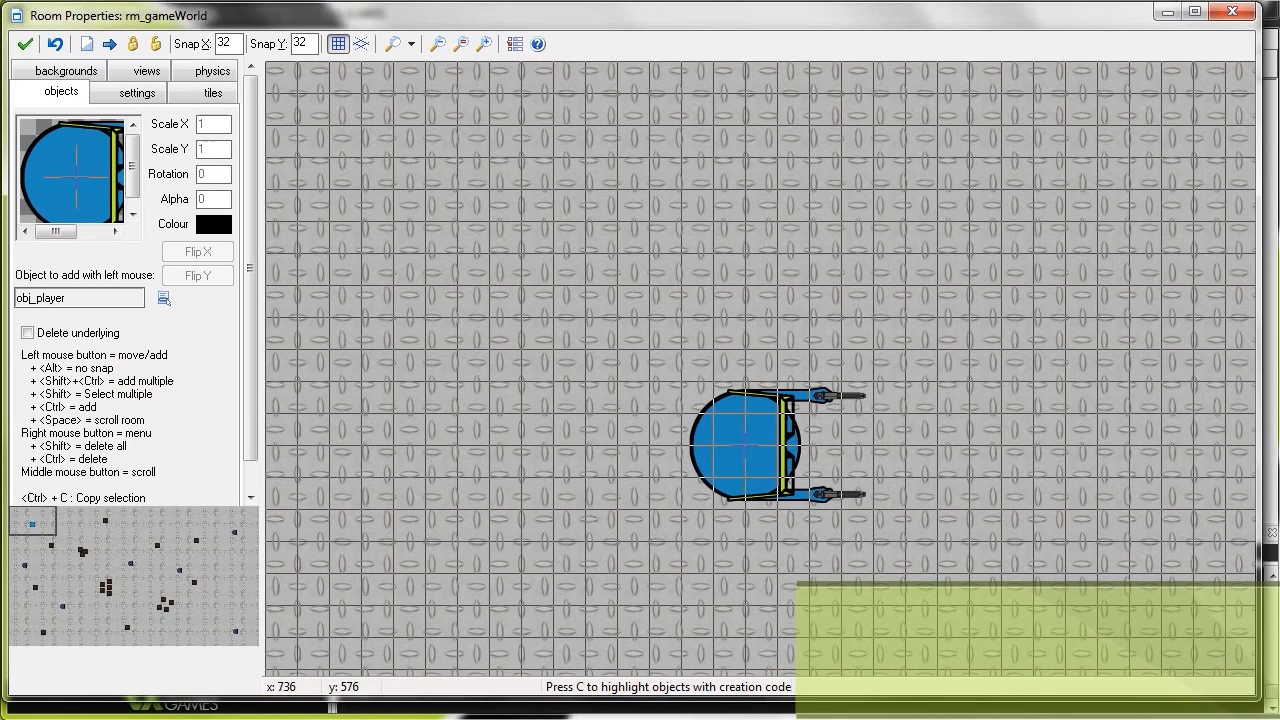 Room Properties: rm_gameWorld
Snap X: 32 Snap Y: 32
backgrounds views physics
objects settings tiles
Scale X 1
Scale Y 1
Rotation 0
Alpha 0
Colour
Flip X
Object to add with left mouse: Flip Y
obj_player
Delete underlying
Left mouse button = move/add
+ <Alt> = no snap
+ <Shift>+<Ctrl> = add multiple
+ <Shift> = Select multiple
+ <Ctrl> = add
+ <Space> = scroll room
Right mouse button = menu
+ <Shift> = delete all
+ <Ctrl> = delete
Middle mouse button = scroll
x: 736 y: 576 Press C to highlight objects with creation code
GAMES